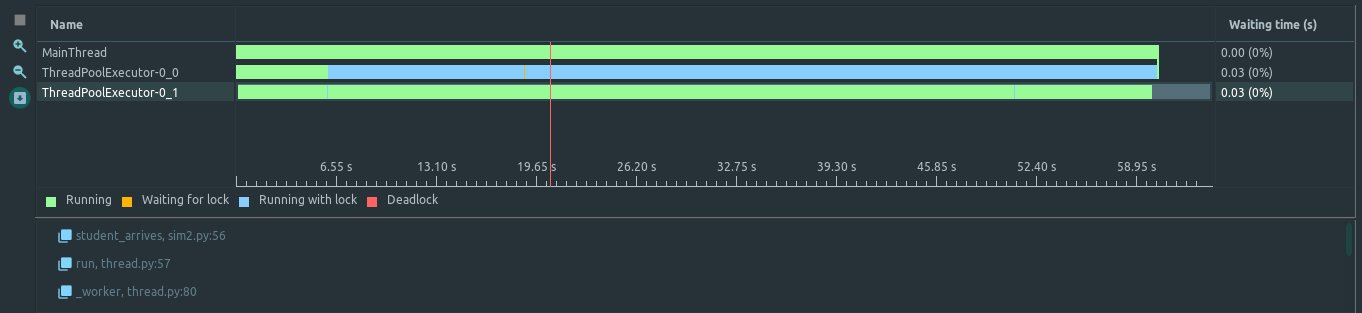 Name Waiting time (s)
MainThread 0.00 (0%)
ThreadPoolExecutor-0_0 0.03 (0%)
ThreadPoolExecutor-0_1 0.03 (0%)
6.55 s 13.10 s 19.65 s 26.20 s 32.75 s 39.30 s 45.85 s 52.40 s 58.95 s
Running Waiting for lock Running with lock Deadlock
student_arrives, sim2.py:56
run, thread.py:57
_worker, thread.py:80